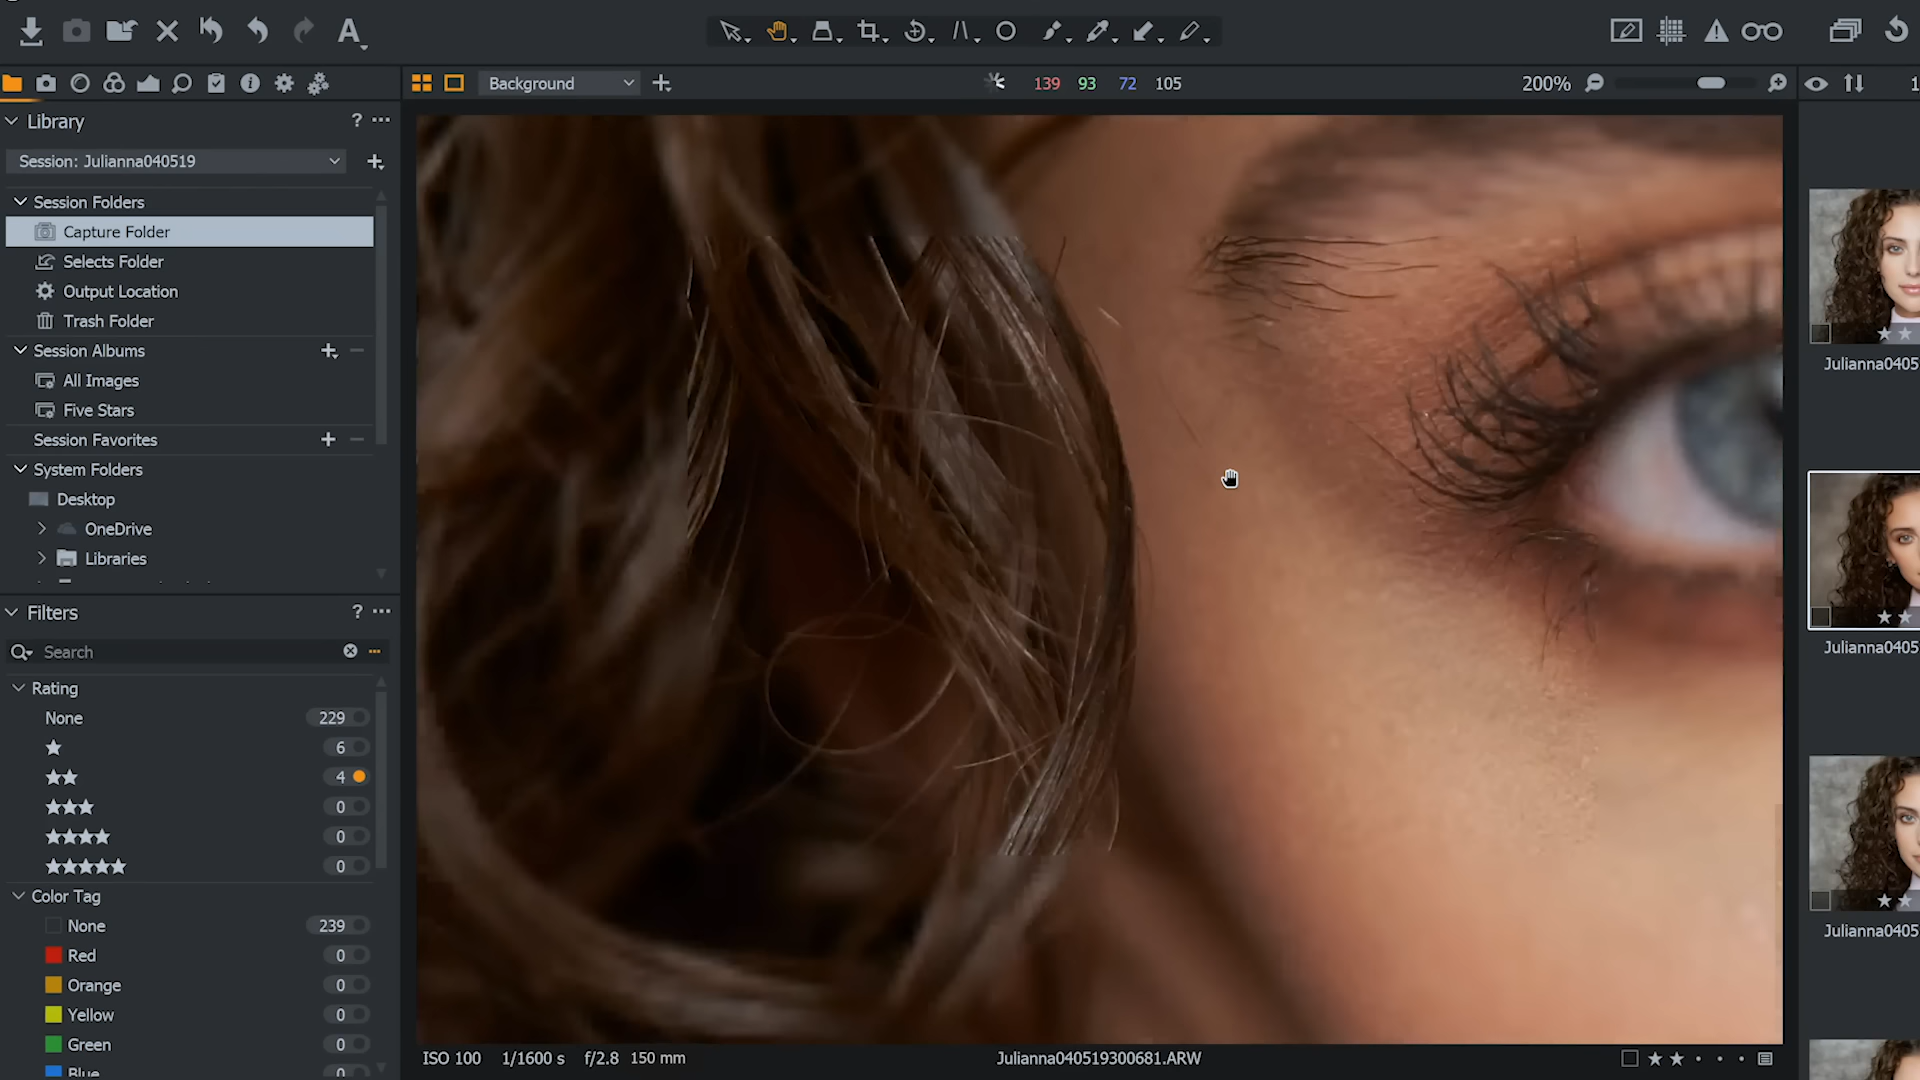 A
Background
139 93 72 105
200%
Library
?
Session: Julianna040519
Session Folders
Capture Folder
Selects Folder
Output Location
Trash Folder
Session Albums
All Images
Five Stars
Session Favorites
System Folders
Desktop
OneDrive
Libraries
Filters
?
Search
Rating
None 229
6
4
0
0
0
Color Tag
None 239
Red 0
Orange 0
Yellow 0
Green 0
Blue 0
ISO 100 1/1600 s f/2.8 150 mm
Julianna040519300681.ARW
1
Julianna0405
Julianna0405
Julianna0405